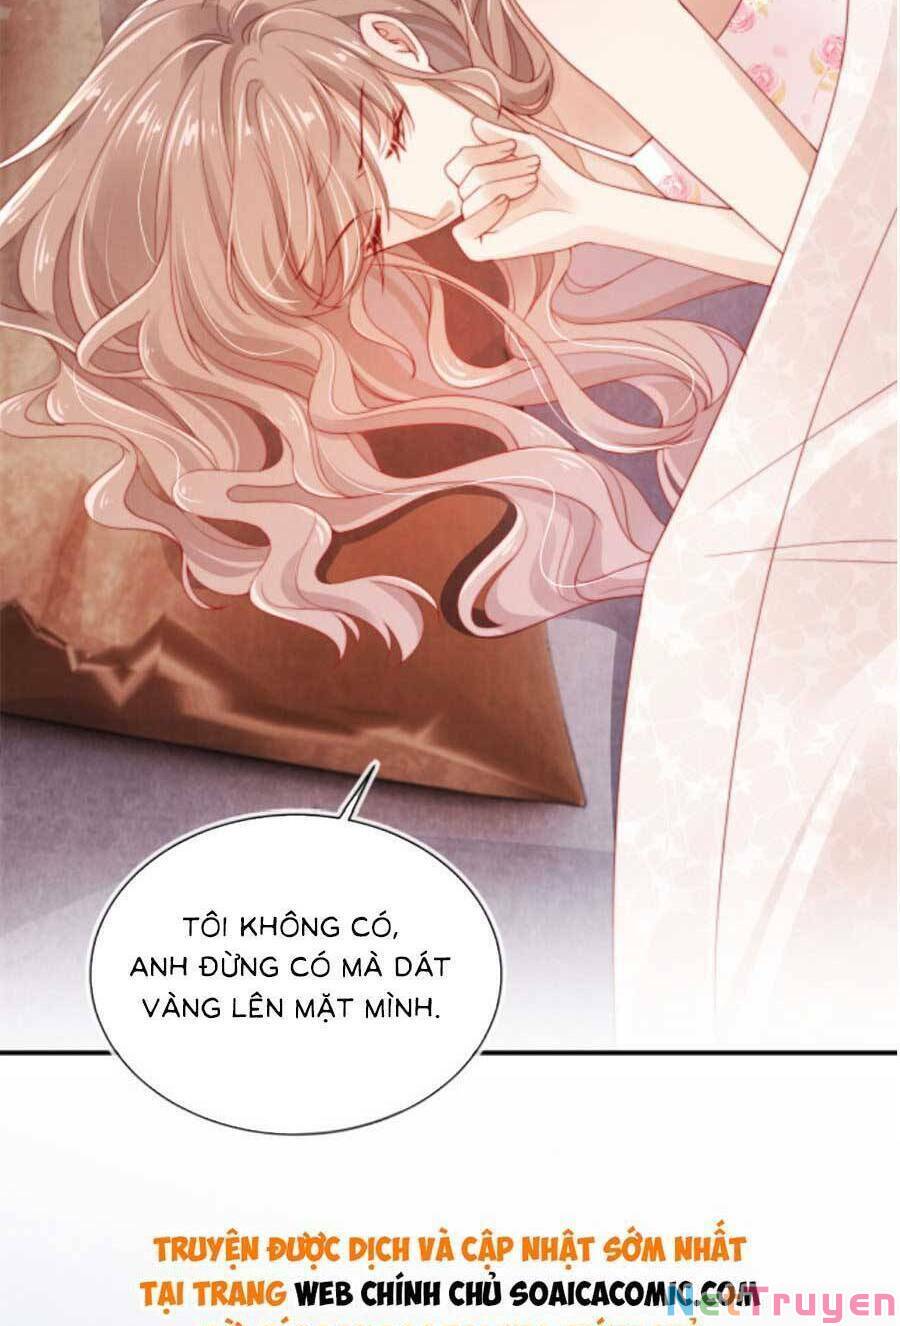 TÔI KHÔNG CÓ,
ANH ĐỪNG CÓ MÀ DÁT
VÀNG LÊN MẶT MÌNH.
TRUYỆN ĐƯỢC DỊCH VÀ CẬP NHẬT SỚM NHẤT
TẠI TRANG WEB CHÍNH CHỦ SOAICACOMIC.COM
NetTruyen